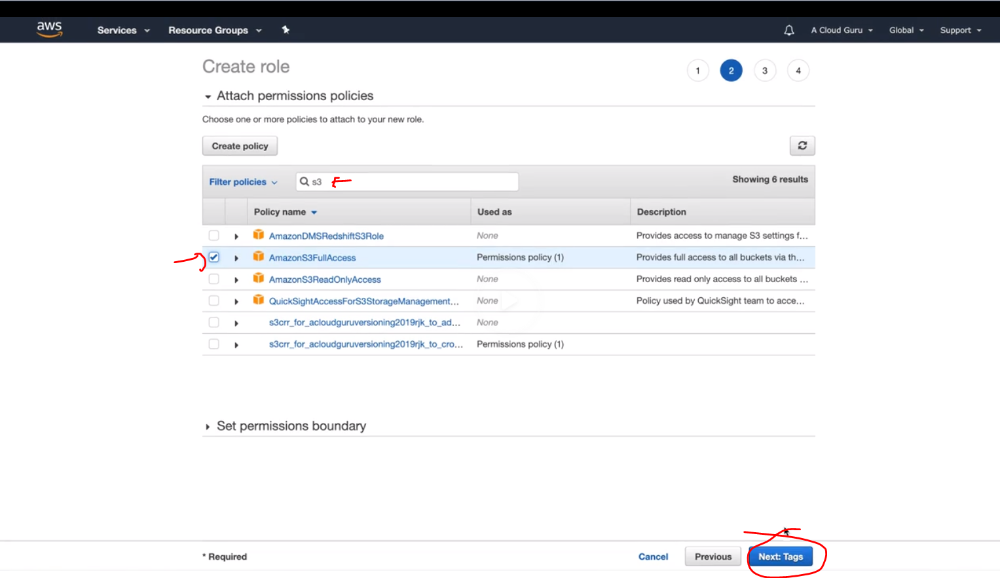 aws Services Resource Groups A Cloud Guru Global Support
Create role 1 2 3 4
Attach permissions policies
Choose one or more policies to attach to your new role.
Create policy
Filter policies s3 Showing 6 results
Policy name Used as Description
AmazonDMSRedshiftS3Role None Provides access to manage S3 settings f...
AmazonS3FullAccess Permissions policy (1) Provides full access to all buckets via th...
AmazonS3ReadOnlyAccess None Provides read only access to all buckets ...
QuickSightAccessForS3StorageManagement... None Policy used by QuickSight team to acce...
s3crr_for_acloudguruversioning2019rjk_to_ad... None
s3crr_for_acloudguruversioning2019rjk_to_cro... Permissions policy (1)
Set permissions boundary
* Required Cancel Previous Next: Tags